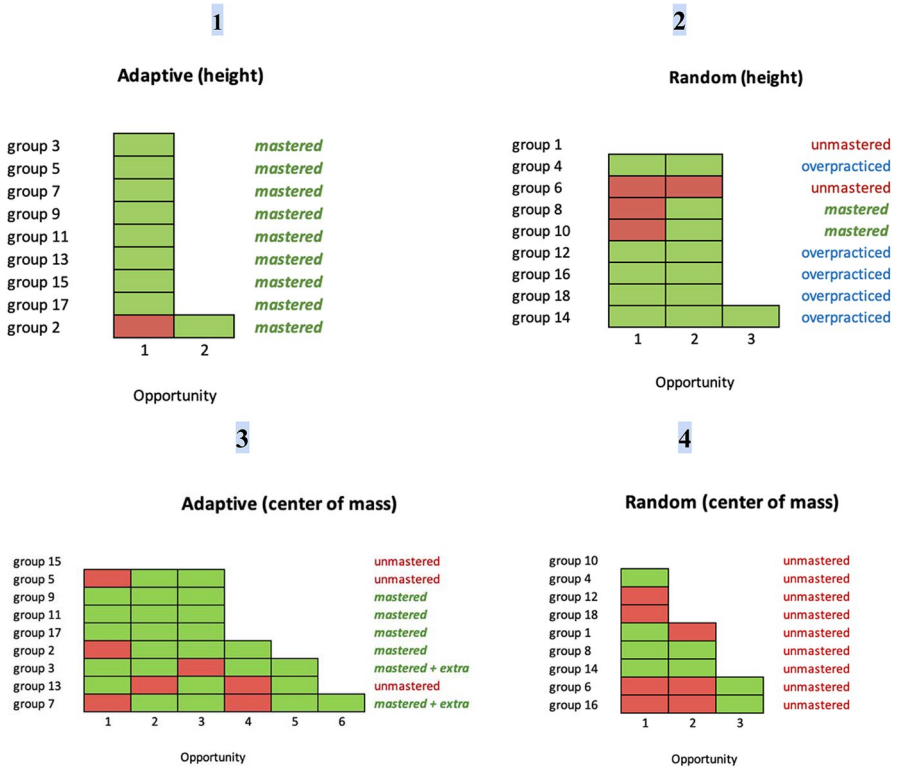 1
Adaptive (height)
group 3 mastered
group 5 mastered
group 7 mastered
group 9 mastered
group 11 mastered
group 13 mastered
group 15 mastered
group 17 mastered
group 2 mastered
1 2
Opportunity
2
Random (height)
group 1 unmastered
group 4 overpracticed
group 6 unmastered
group 8 mastered
group 10 mastered
group 12 overpracticed
group 16 overpracticed
group 18 overpracticed
group 14 overpracticed
1 2 3
Opportunity
3
Adaptive (center of mass)
group 15 unmastered
group 5 unmastered
group 9 mastered
group 11 mastered
group 17 mastered
group 2 mastered
group 3 mastered + extra
group 13 unmastered
group 7 mastered + extra
1 2 3 4 5 6
Opportunity
4
Random (center of mass)
group 10 unmastered
group 4 unmastered
group 12 unmastered
group 18 unmastered
group 1 unmastered
group 8 unmastered
group 14 unmastered
group 6 unmastered
group 16 unmastered
1 2 3
Opportunity